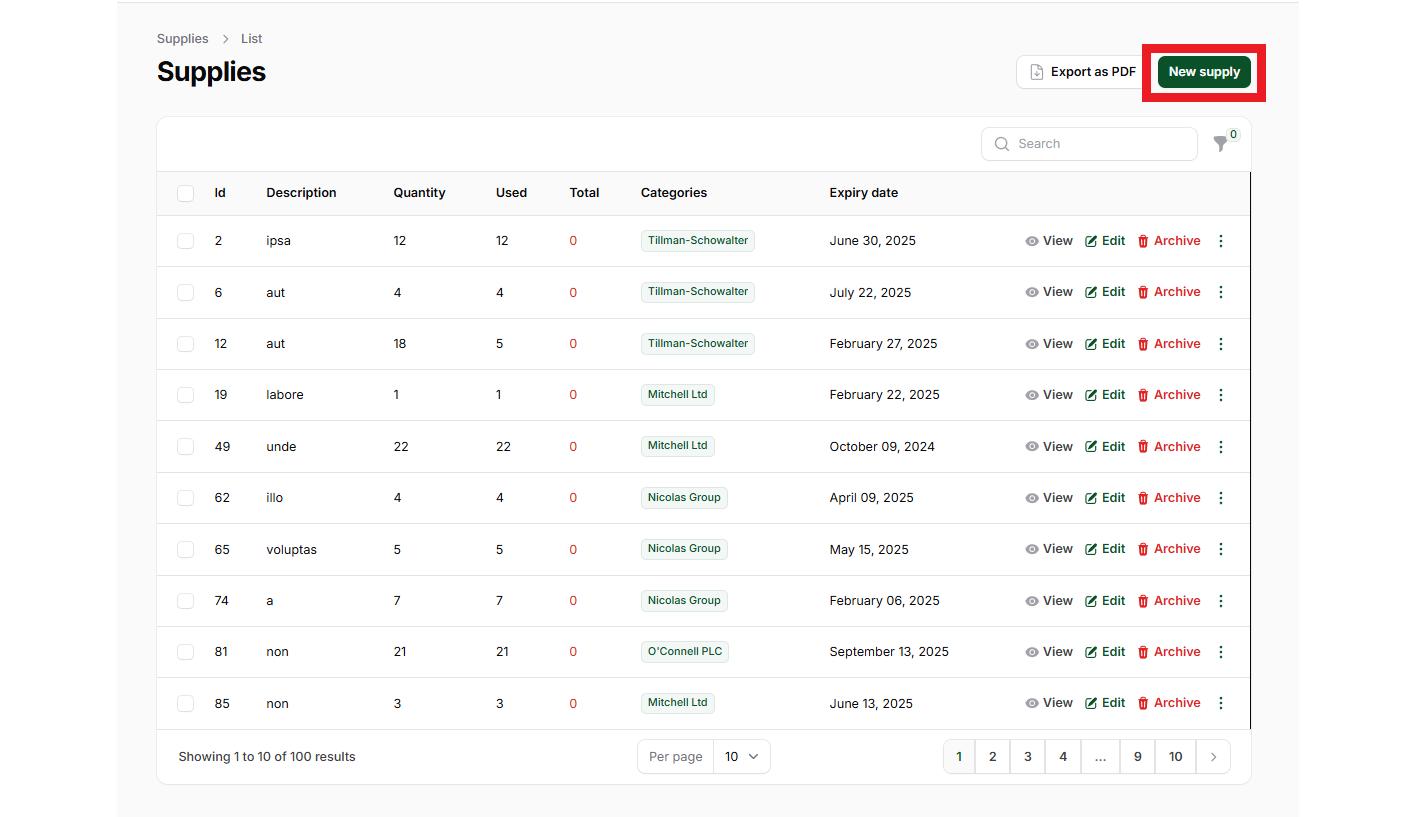 Supplies > List
Supplies
Export as PDF New supply
Search 0
Id Description Quantity Used Total Categories Expiry date
2 ipsa 12 12 0 Tillman-Schowalter June 30, 2025 View Edit Archive
6 aut 4 4 0 Tillman-Schowalter July 22, 2025 View Edit Archive
12 aut 18 5 0 Tillman-Schowalter February 27, 2025 View Edit Archive
19 labore 1 1 0 Mitchell Ltd February 22, 2025 View Edit Archive
49 unde 22 22 0 Mitchell Ltd October 09, 2024 View Edit Archive
62 illo 4 4 0 Nicolas Group April 09, 2025 View Edit Archive
65 voluptas 5 5 0 Nicolas Group May 15, 2025 View Edit Archive
74 a 7 7 0 Nicolas Group February 06, 2025 View Edit Archive
81 non 21 21 0 O'Connell PLC September 13, 2025 View Edit Archive
85 non 3 3 0 Mitchell Ltd June 13, 2025 View Edit Archive
Showing 1 to 10 of 100 results Per page 10 1 2 3 4 ... 9 10 >